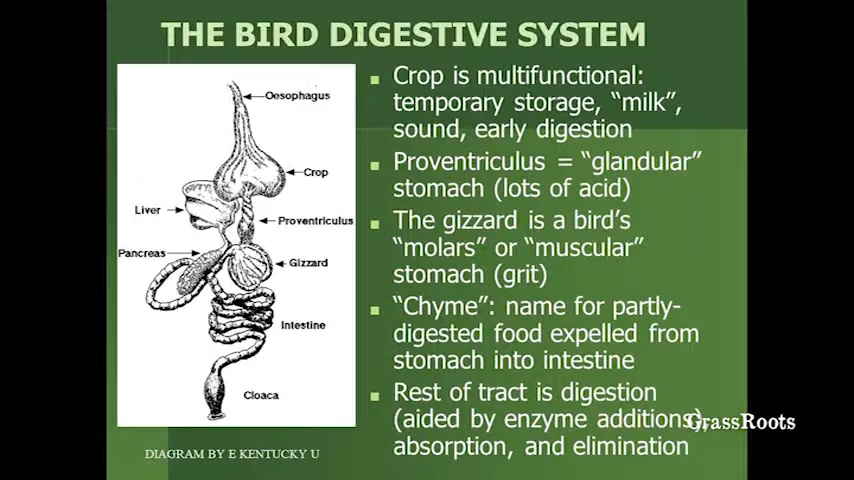 THE BIRD DIGESTIVE SYSTEM
Oesophagus
Crop
Liver
Proventriculus
Pancreas
Gizzard
Intestine
Cloaca
DIAGRAM BY E KENTUCKY U
Crop is multifunctional:
temporary storage, “milk”,
sound, early digestion
Proventriculus = “glandular”
stomach (lots of acid)
The gizzard is a bird’s
“molars” or “muscular”
stomach (grit)
“Chyme”: name for partly-
digested food expelled from
stomach into intestine
Rest of tract is digestion
(aided by enzyme additions),
absorption, and elimination
GrassRoots